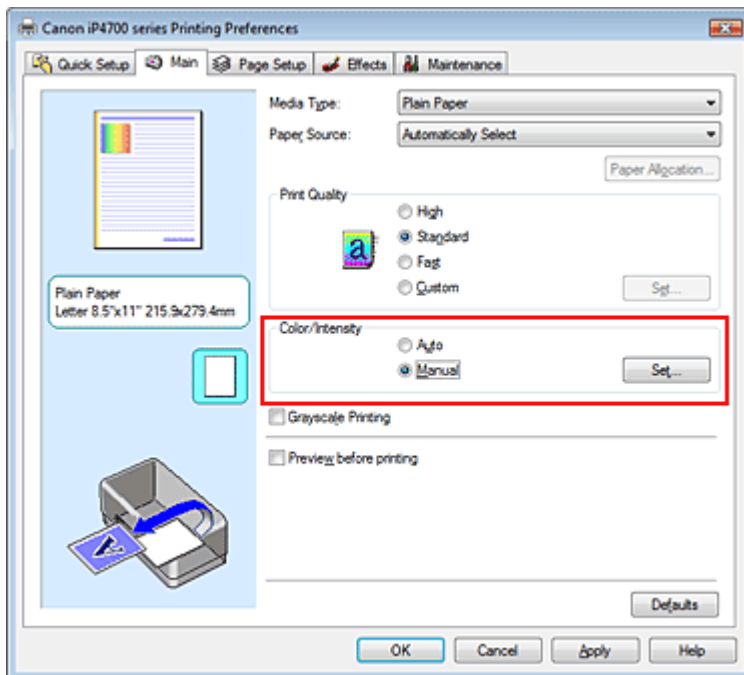 Canon iP4700 series Printing Preferences
Quick Setup Main Page Setup Effects Maintenance
Media Type: Plain Paper
Paper Source: Automatically Select
Paper Allocation...
Print Quality
High
Standard
Fast
Custom Set...
a
Plain Paper
Letter 8.5"x11" 215.9x279.4mm
Color/Intensity
Auto
Manual Set...
Grayscale Printing
Preview before printing
A
Defaults
OK Cancel Apply Help